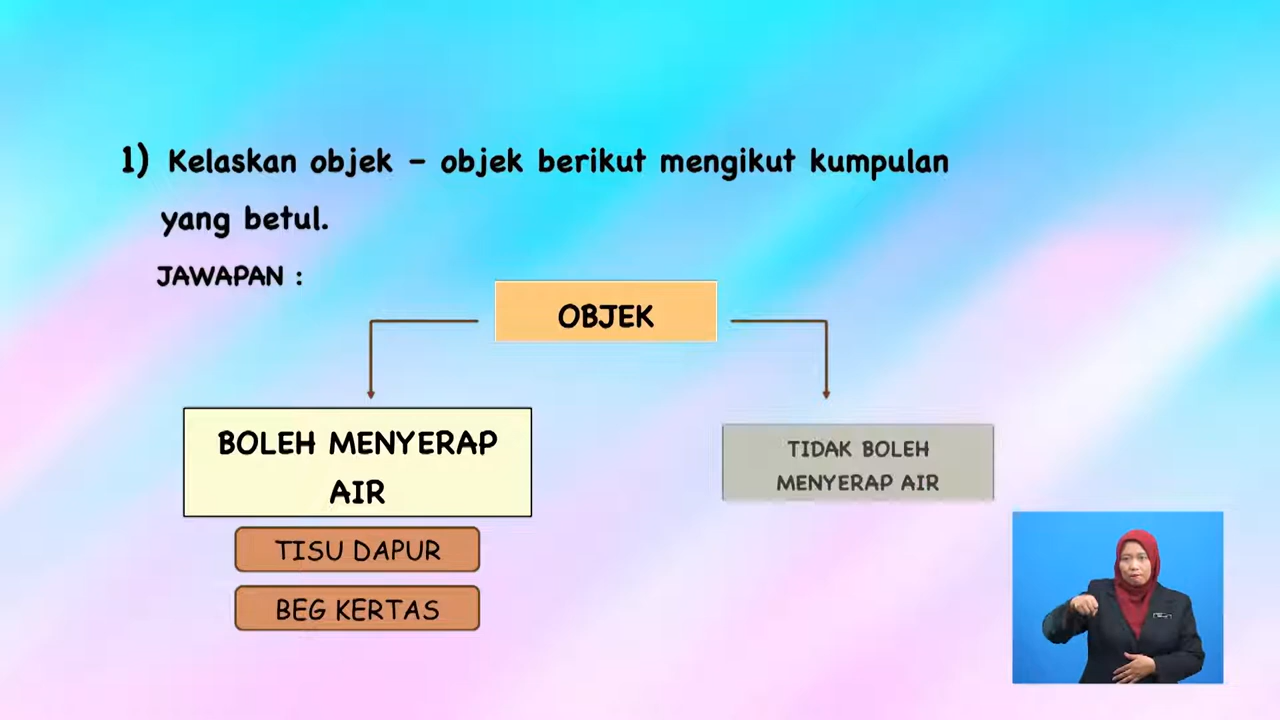 1) Kelaskan objek – objek berikut mengikut kumpulan
yang betul.
JAWAPAN :
OBJEK
BOLEH MENYERAP
AIR
TIDAK BOLEH
MENYERAP AIR
TISU DAPUR
BEG KERTAS